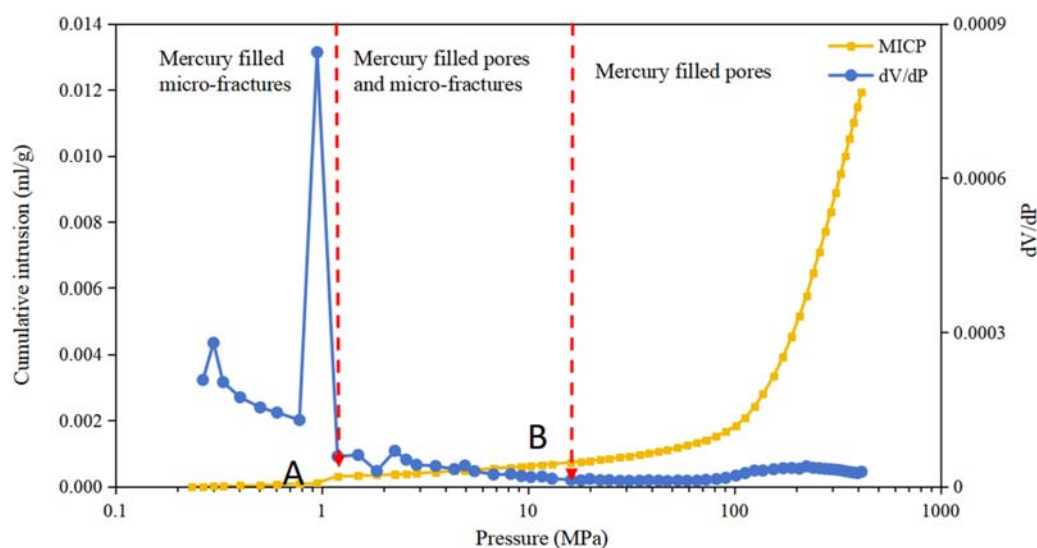 0.014
0.012
0.010
0.008
0.006
0.004
0.002
0.000
Cumulative intrusion (ml/g)
Mercury filled
micro-fractures
Mercury filled pores
and micro-fractures
Mercury filled pores
MICP
dV/dP
A
B
0.0009
0.0006
0.0003
0
dV/dP
0.1
1
10
100
1000
Pressure (MPa)